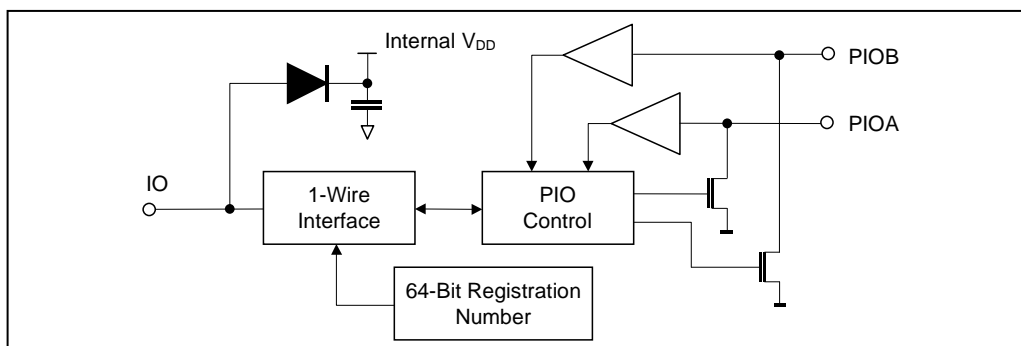 Internal VDD
PIOB
PIOA
IO
1-Wire
Interface
PIO
Control
64-Bit Registration
Number